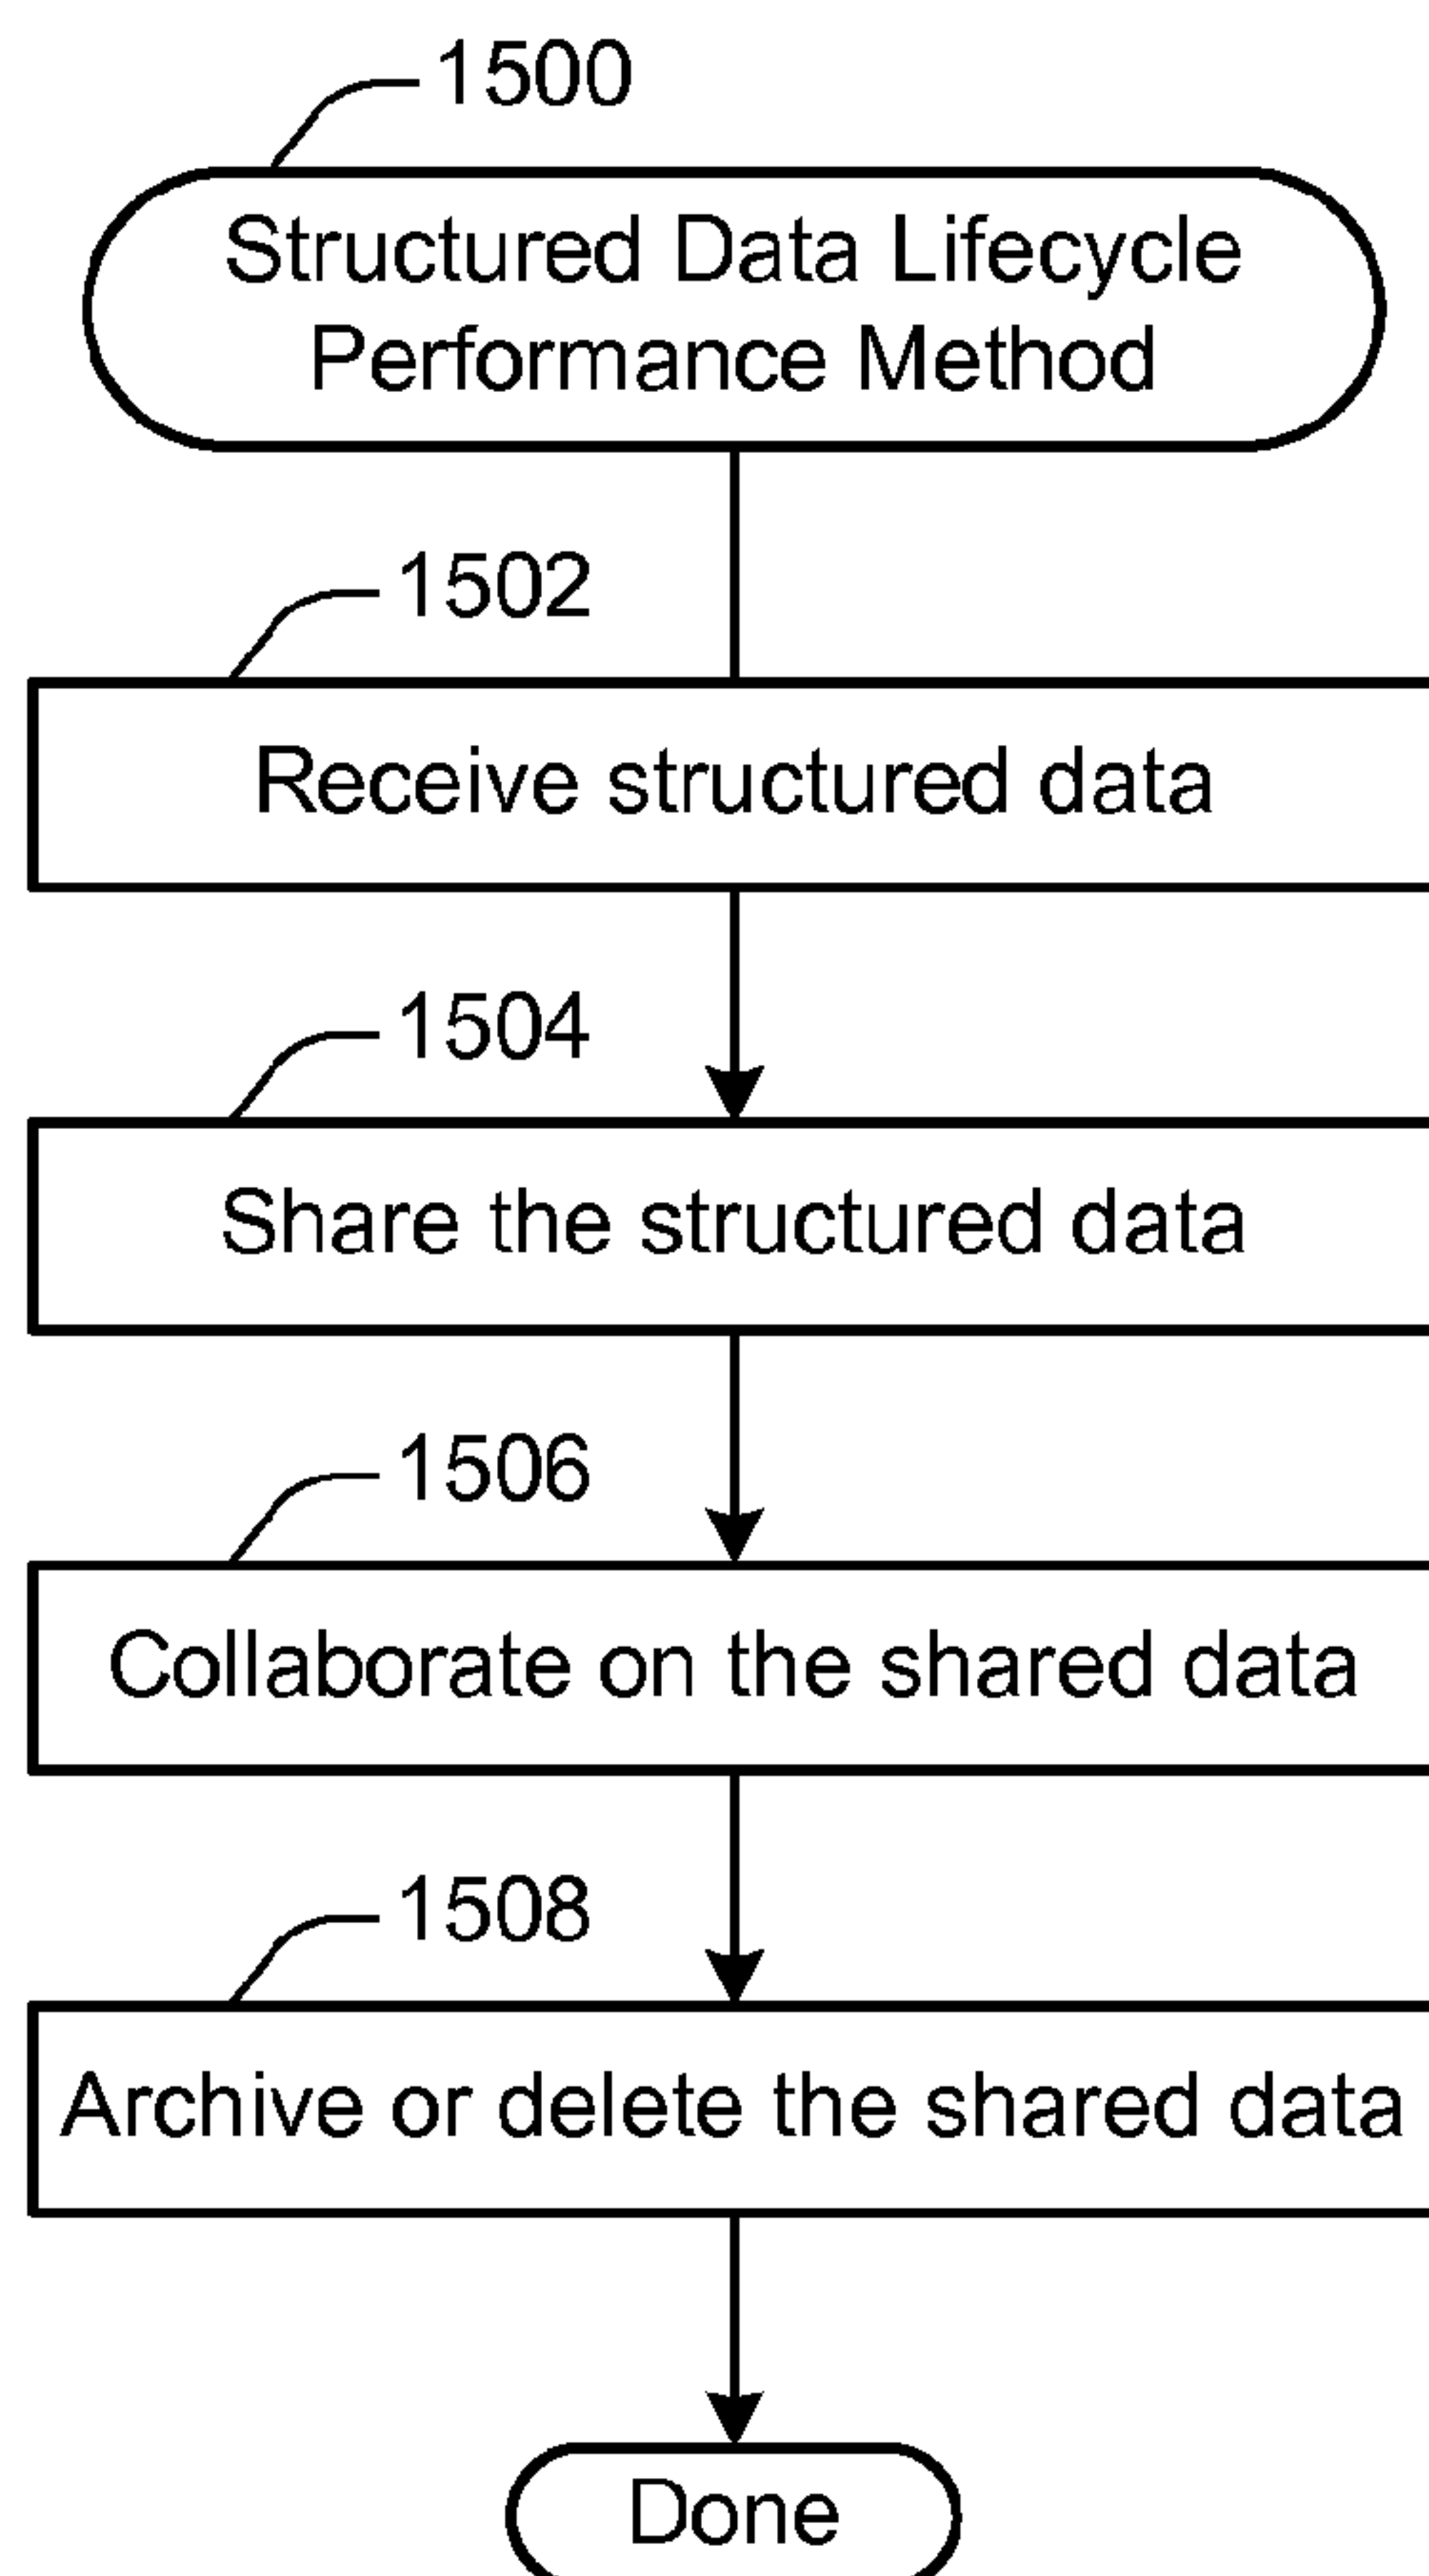 1500
Structured Data Lifecycle
Performance Method
1502
Receive structured data
1504
Share the structured data
1506
Collaborate on the shared data
1508
Archive or delete the shared data
Done